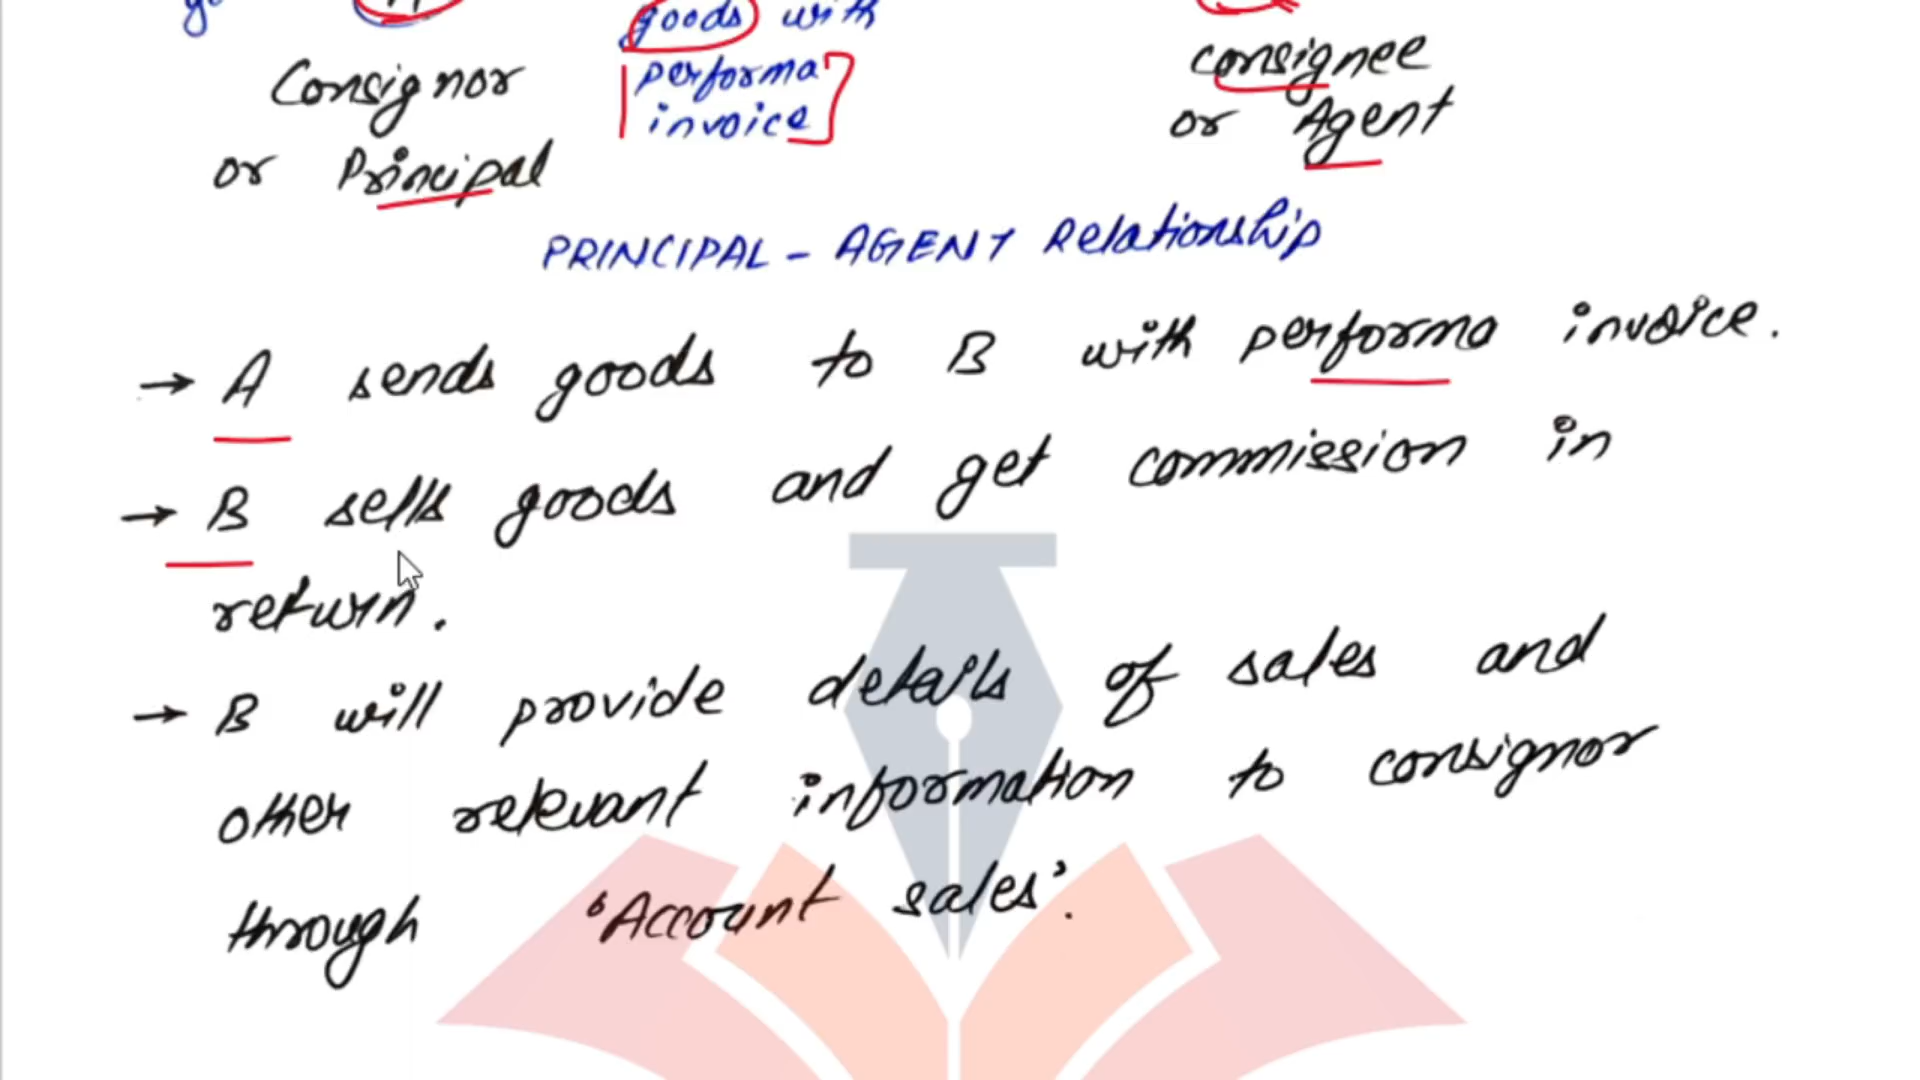 goods with
Consignor
performa
invoice
consignee
or Agent
or Principal
PRINCIPAL - AGENT Relationship
→ A sends goods to B with performa invoice.
→ B sells goods and get commission in
return.
→ B will provide details of sales and
other relevant information to consignor
through 'Account sales'.